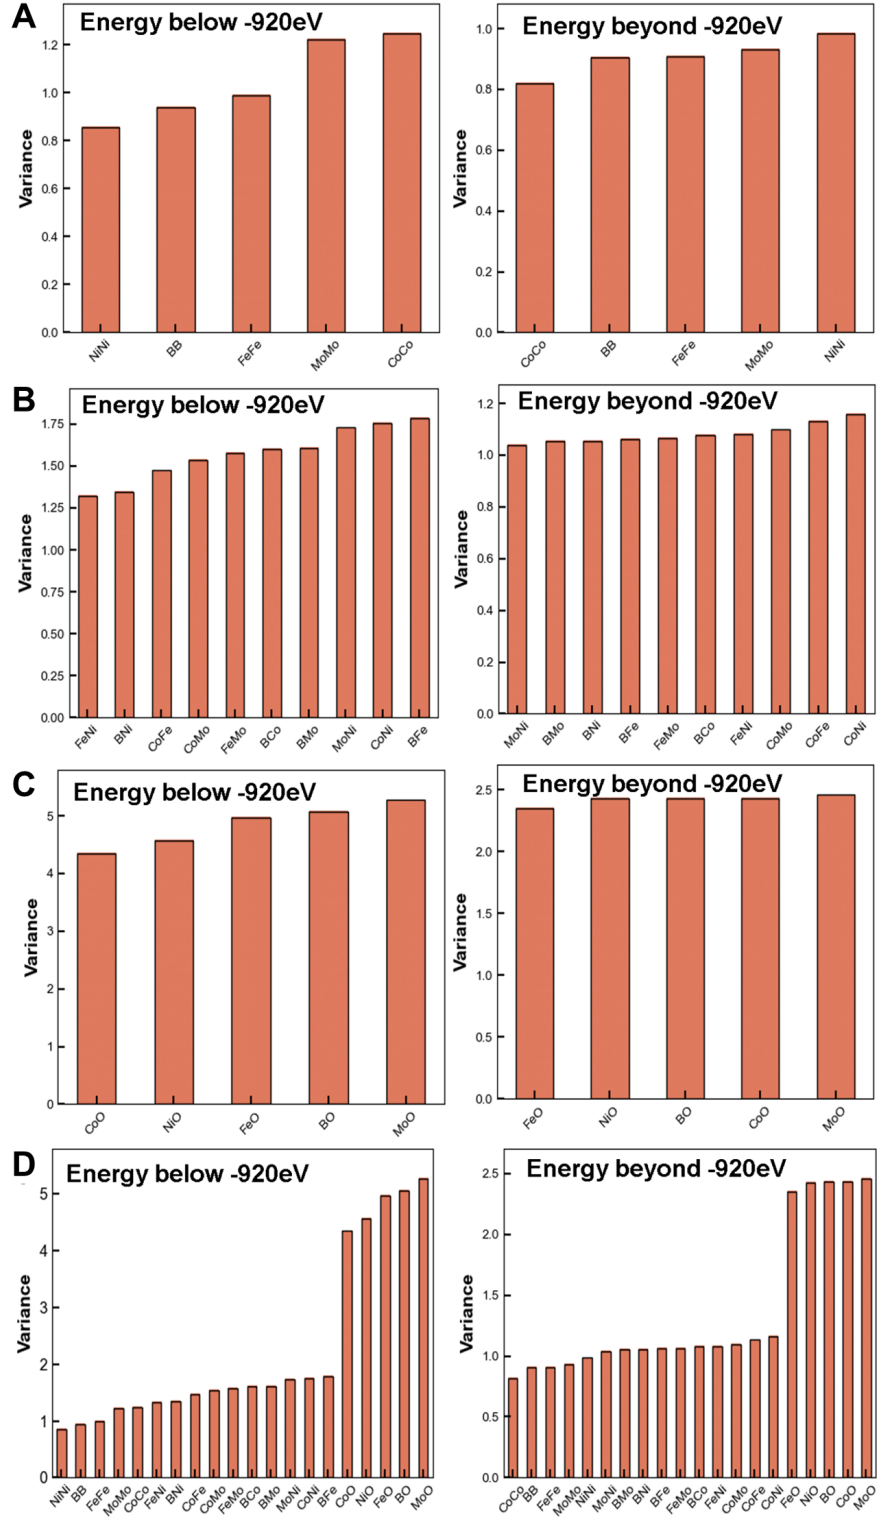 A
Energy below -920eV
Variance
1.2
1.0
0.8
0.6
0.4
0.2
0.0
NiNi
BB
FeFe
MoMo
CoCo
Energy beyond -920eV
Variance
1.0
0.8
0.6
0.4
0.2
0.0
CoCo
BB
FeFe
MoMo
NiNi
B
Energy below -920eV
Variance
1.75
1.50
1.25
1.00
0.75
0.50
0.25
0.00
FeNi
BNi
CoFe
CoMo
FeMo
BCo
BMo
MoNi
CoNi
BFe
Energy beyond -920eV
Variance
1.2
1.0
0.8
0.6
0.4
0.2
0.0
MoNi
BMo
BNi
BFe
FeMo
BCo
FeNi
CoMo
CoFe
CoNi
C
Energy below -920eV
Variance
5
4
3
2
1
0
CoO
NiO
FeO
BO
MoO
Energy beyond -920eV
Variance
2.5
2.0
1.5
1.0
0.5
0.0
FeO
NiO
BO
CoO
MoO
D
Energy below -920eV
Variance
5
4
3
2
1
0
NiNi
BB
FeFe
MoMo
CoCo
FeNi
BNi
CoFe
CoMo
FeMo
BCo
BMo
MoNi
CoNi
BFe
CoO
NiO
FeO
BO
MoO
Energy beyond -920eV
Variance
2.5
2.0
1.5
1.0
0.5
0.0
CoCo
BB
FeFe
MoMo
NiNi
MoNi
BMo
BNi
BFe
FeMo
BCo
FeNi
CoMo
CoFe
CoNi
FeO
NiO
BO
CoO
MoO